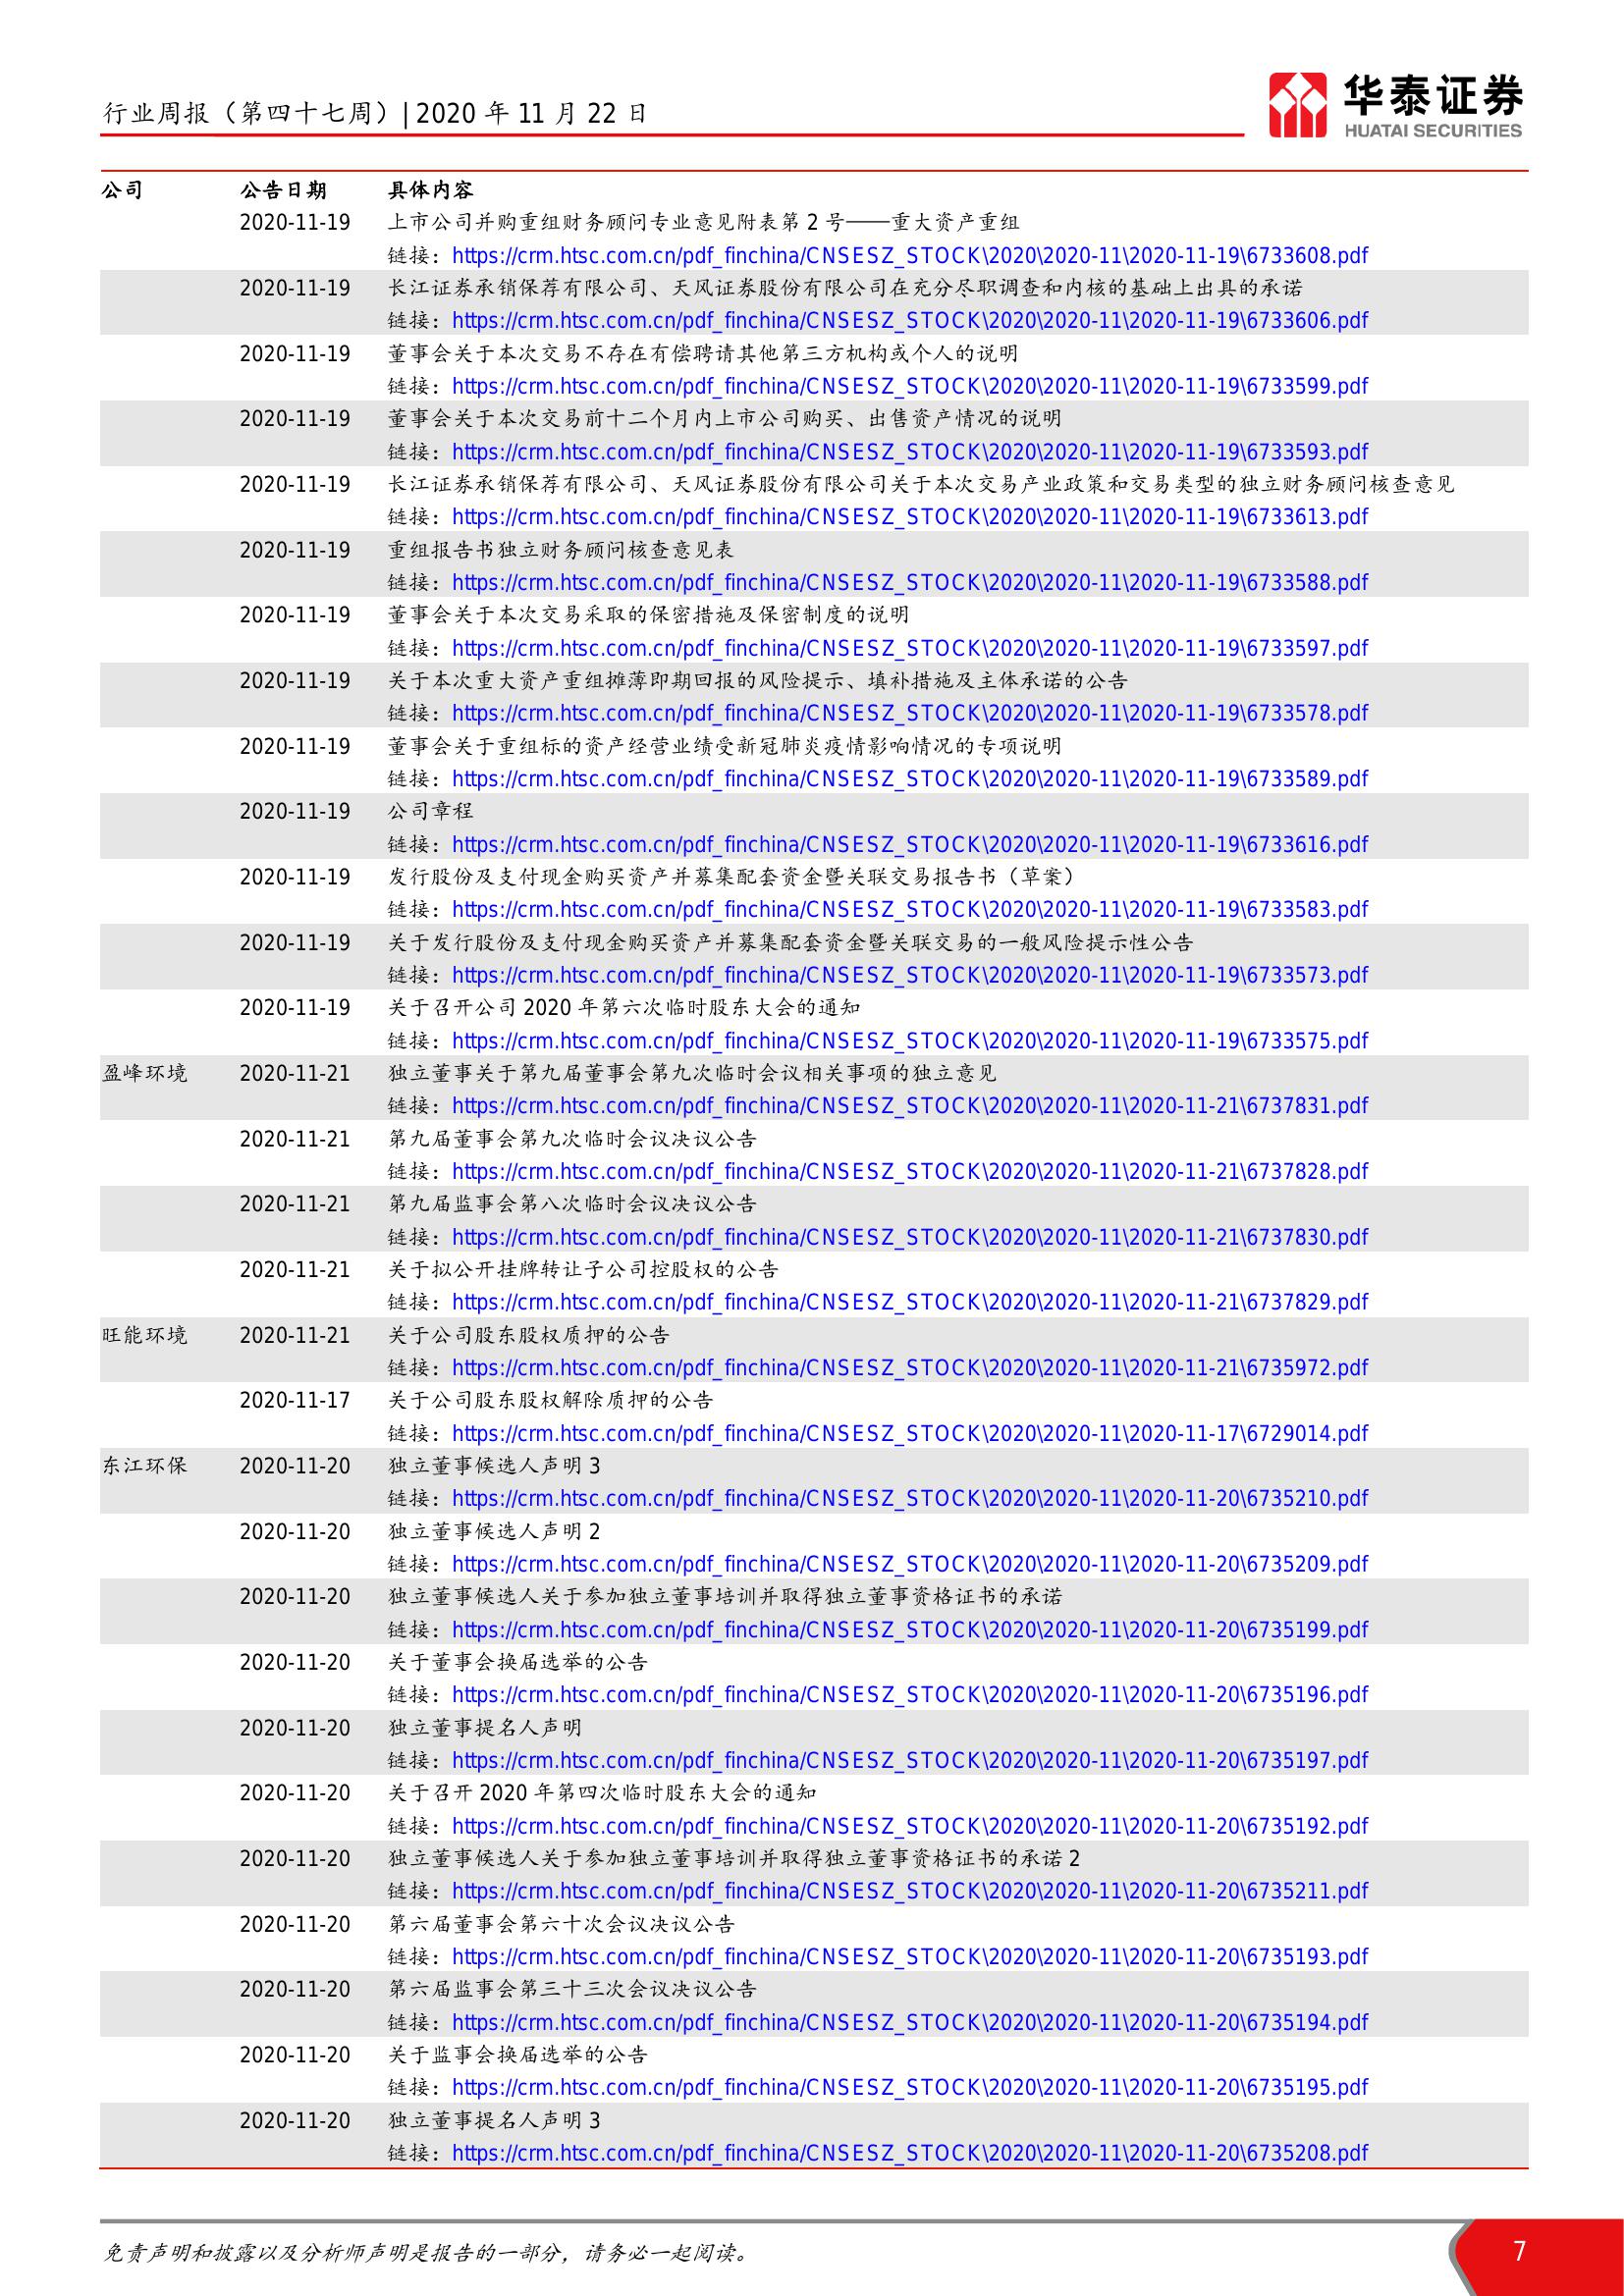 行业周报（第四十七周）| 2020 年 11 月 22 日
华泰证券
HUATAI SECURITIES
公司 公告日期 具体内容
2020-11-19 上市公司并购重组财务顾问专业意见附表第 2 号——重大资产重组
链接：https://crm.htsc.com.cn/pdf_finchina/CNSESZ_STOCK\2020\2020-11\2020-11-19\6733608.pdf
2020-11-19 长江证券承销保荐有限公司、天风证券股份有限公司在充分尽职调查和内核的基础上出具的承诺
链接：https://crm.htsc.com.cn/pdf_finchina/CNSESZ_STOCK\2020\2020-11\2020-11-19\6733606.pdf
2020-11-19 董事会关于本次交易不存在有偿聘请其他第三方机构或个人的说明
链接：https://crm.htsc.com.cn/pdf_finchina/CNSESZ_STOCK\2020\2020-11\2020-11-19\6733599.pdf
2020-11-19 董事会关于本次交易前十二个月内上市公司购买、出售资产情况的说明
链接：https://crm.htsc.com.cn/pdf_finchina/CNSESZ_STOCK\2020\2020-11\2020-11-19\6733593.pdf
2020-11-19 长江证券承销保荐有限公司、天风证券股份有限公司关于本次交易产业政策和交易类型的独立财务顾问核查意见
链接：https://crm.htsc.com.cn/pdf_finchina/CNSESZ_STOCK\2020\2020-11\2020-11-19\6733613.pdf
2020-11-19 重组报告书独立财务顾问核查意见表
链接：https://crm.htsc.com.cn/pdf_finchina/CNSESZ_STOCK\2020\2020-11\2020-11-19\6733588.pdf
2020-11-19 董事会关于本次交易采取的保密措施及保密制度的说明
链接：https://crm.htsc.com.cn/pdf_finchina/CNSESZ_STOCK\2020\2020-11\2020-11-19\6733597.pdf
2020-11-19 关于本次重大资产重组摊薄即期回报的风险提示、填补措施及主体承诺的公告
链接：https://crm.htsc.com.cn/pdf_finchina/CNSESZ_STOCK\2020\2020-11\2020-11-19\6733578.pdf
2020-11-19 董事会关于重组标的资产经营业绩受新冠肺炎疫情影响情况的专项说明
链接：https://crm.htsc.com.cn/pdf_finchina/CNSESZ_STOCK\2020\2020-11\2020-11-19\6733589.pdf
2020-11-19 公司章程
链接：https://crm.htsc.com.cn/pdf_finchina/CNSESZ_STOCK\2020\2020-11\2020-11-19\6733616.pdf
2020-11-19 发行股份及支付现金购买资产并募集配套资金暨关联交易报告书（草案）
链接：https://crm.htsc.com.cn/pdf_finchina/CNSESZ_STOCK\2020\2020-11\2020-11-19\6733583.pdf
2020-11-19 关于发行股份及支付现金购买资产并募集配套资金暨关联交易的一般风险提示性公告
链接：https://crm.htsc.com.cn/pdf_finchina/CNSESZ_STOCK\2020\2020-11\2020-11-19\6733573.pdf
2020-11-19 关于召开公司 2020 年第六次临时股东大会的通知
链接：https://crm.htsc.com.cn/pdf_finchina/CNSESZ_STOCK\2020\2020-11\2020-11-19\6733575.pdf
盈峰环境 2020-11-21 独立董事关于第九届董事会第九次临时会议相关事项的独立意见
链接：https://crm.htsc.com.cn/pdf_finchina/CNSESZ_STOCK\2020\2020-11\2020-11-21\6737831.pdf
2020-11-21 第九届董事会第九次临时会议决议公告
链接：https://crm.htsc.com.cn/pdf_finchina/CNSESZ_STOCK\2020\2020-11\2020-11-21\6737828.pdf
2020-11-21 第九届监事会第八次临时会议决议公告
链接：https://crm.htsc.com.cn/pdf_finchina/CNSESZ_STOCK\2020\2020-11\2020-11-21\6737830.pdf
2020-11-21 关于拟公开挂牌转让子公司控股权的公告
链接：https://crm.htsc.com.cn/pdf_finchina/CNSESZ_STOCK\2020\2020-11\2020-11-21\6737829.pdf
旺能环境 2020-11-21 关于公司股东股权质押的公告
链接：https://crm.htsc.com.cn/pdf_finchina/CNSESZ_STOCK\2020\2020-11\2020-11-21\6735972.pdf
2020-11-17 关于公司股东股权解除质押的公告
链接：https://crm.htsc.com.cn/pdf_finchina/CNSESZ_STOCK\2020\2020-11\2020-11-17\6729014.pdf
东江环保 2020-11-20 独立董事候选人声明 3
链接：https://crm.htsc.com.cn/pdf_finchina/CNSESZ_STOCK\2020\2020-11\2020-11-20\6735210.pdf
2020-11-20 独立董事候选人声明 2
链接：https://crm.htsc.com.cn/pdf_finchina/CNSESZ_STOCK\2020\2020-11\2020-11-20\6735209.pdf
2020-11-20 独立董事候选人关于参加独立董事培训并取得独立董事资格证书的承诺
链接：https://crm.htsc.com.cn/pdf_finchina/CNSESZ_STOCK\2020\2020-11\2020-11-20\6735199.pdf
2020-11-20 关于董事会换届选举的公告
链接：https://crm.htsc.com.cn/pdf_finchina/CNSESZ_STOCK\2020\2020-11\2020-11-20\6735196.pdf
2020-11-20 独立董事提名人声明
链接：https://crm.htsc.com.cn/pdf_finchina/CNSESZ_STOCK\2020\2020-11\2020-11-20\6735197.pdf
2020-11-20 关于召开 2020 年第四次临时股东大会的通知
链接：https://crm.htsc.com.cn/pdf_finchina/CNSESZ_STOCK\2020\2020-11\2020-11-20\6735192.pdf
2020-11-20 独立董事候选人关于参加独立董事培训并取得独立董事资格证书的承诺 2
链接：https://crm.htsc.com.cn/pdf_finchina/CNSESZ_STOCK\2020\2020-11\2020-11-20\6735211.pdf
2020-11-20 第六届董事会第六十次会议决议公告
链接：https://crm.htsc.com.cn/pdf_finchina/CNSESZ_STOCK\2020\2020-11\2020-11-20\6735193.pdf
2020-11-20 第六届监事会第三十三次会议决议公告
链接：https://crm.htsc.com.cn/pdf_finchina/CNSESZ_STOCK\2020\2020-11\2020-11-20\6735194.pdf
2020-11-20 关于监事会换届选举的公告
链接：https://crm.htsc.com.cn/pdf_finchina/CNSESZ_STOCK\2020\2020-11\2020-11-20\6735195.pdf
2020-11-20 独立董事提名人声明 3
链接：https://crm.htsc.com.cn/pdf_finchina/CNSESZ_STOCK\2020\2020-11\2020-11-20\6735208.pdf
免责声明和披露以及分析师声明是报告的一部分，请务必一起阅读。 7